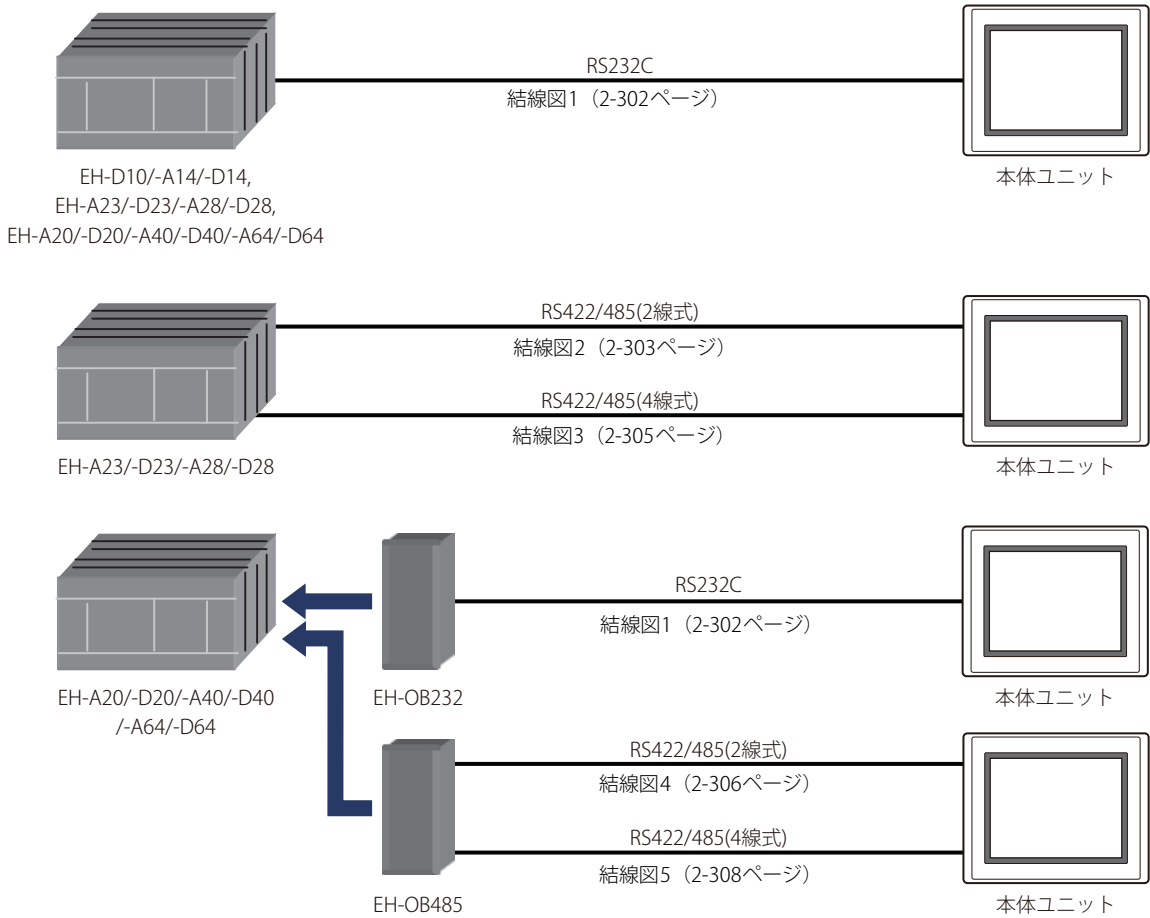 RS232C
結線図1（2-302ページ）
EH-D10/-A14/-D14,
EH-A23/-D23/-A28/-D28,
EH-A20/-D20/-A40/-D40/-A64/-D64
本体ユニット
RS422/485(2線式)
結線図2（2-303ページ）
RS422/485(4線式)
結線図3（2-305ページ）
EH-A23/-D23/-A28/-D28
本体ユニット
RS232C
結線図1（2-302ページ）
EH-A20/-D20/-A40/-D40
/-A64/-D64
EH-OB232
本体ユニット
RS422/485(2線式)
結線図4（2-306ページ）
RS422/485(4線式)
結線図5（2-308ページ）
EH-OB485
本体ユニット